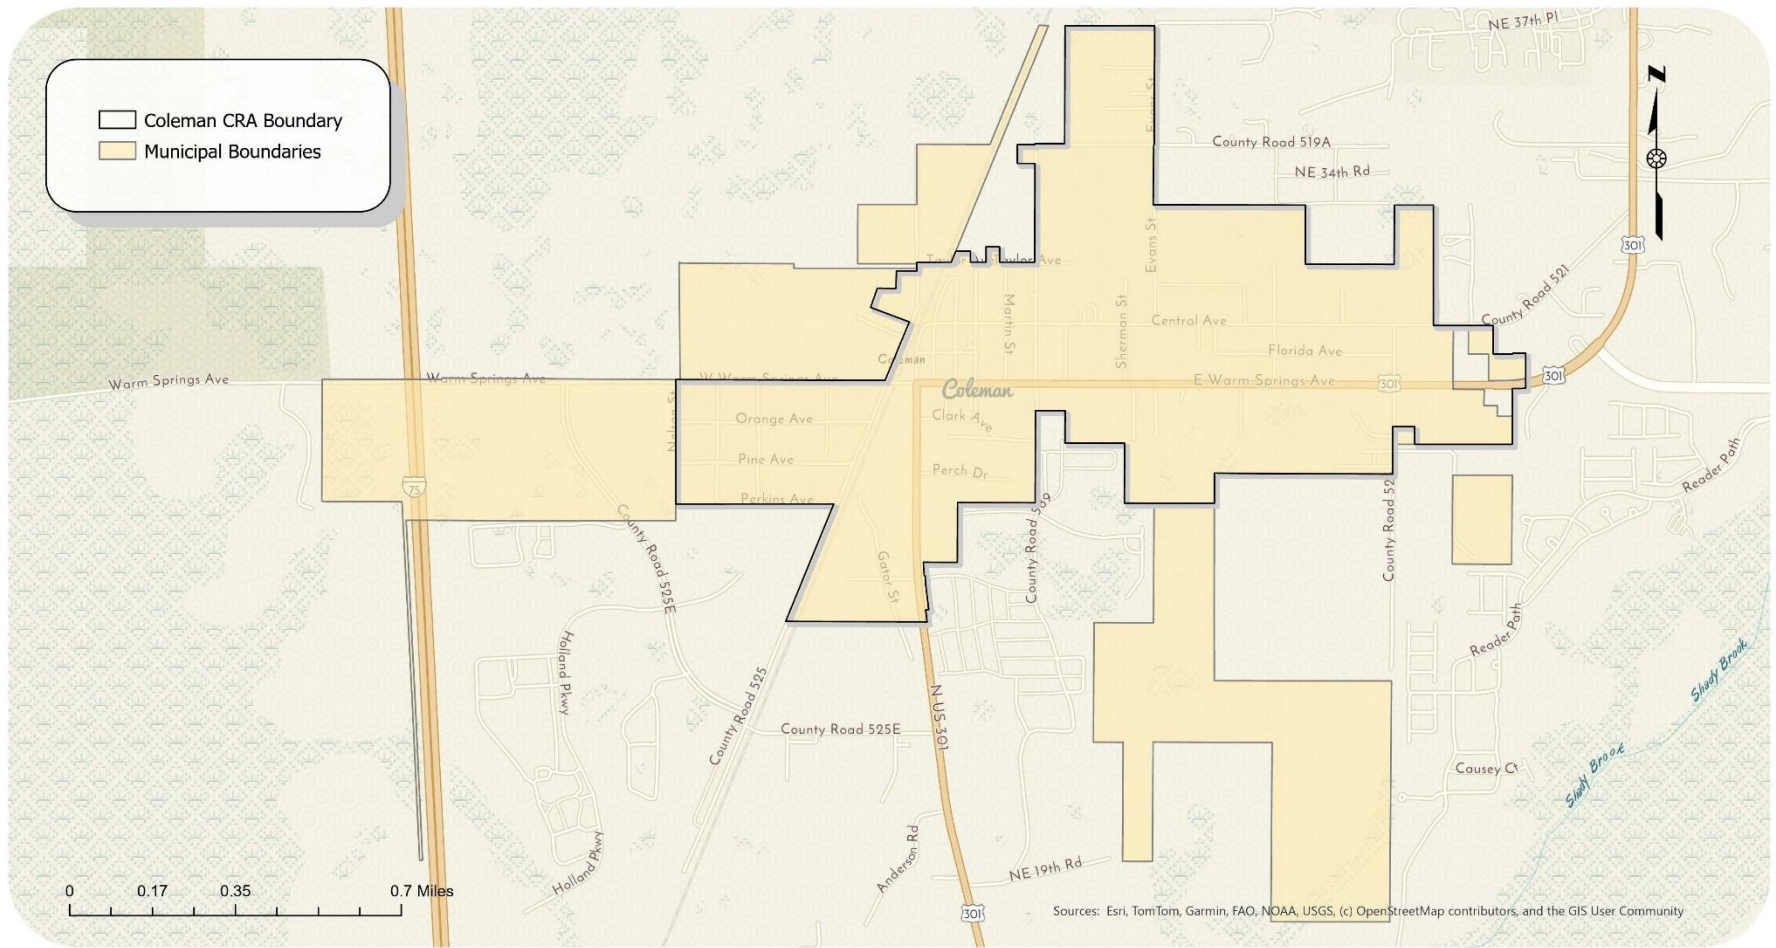 Coleman CRA Boundary
Municipal Boundaries
NE 37th Pl
N
County Road 519A
NE 34th Rd
Evans St
Evans St
301
County Road 521
Taylor Ave
Martin St
Sherman St
Central Ave
Florida Ave
Coleman
Warm Springs Ave
Warm Springs Ave
W Warm Springs Ave
E Warm Springs Ave
301
301
Coleman
Nelson St
Orange Ave
Clark Ave
Pine Ave
Perch Dr
Perkins Ave
75
Reader Path
County Road 525E
County Road 509
County Road 52
Gator St
Holland Pkwy
Reader Path
Shady Brook
County Road 525
N US 301
County Road 525E
Shady Brook
Causey Ct
Holland Pkwy
Anderson Rd
NE 19th Rd
301
0 0.17 0.35 0.7 Miles
Sources: Esri, TomTom, Garmin, FAO, NOAA, USGS, (c) OpenStreetMap contributors, and the GIS User Community